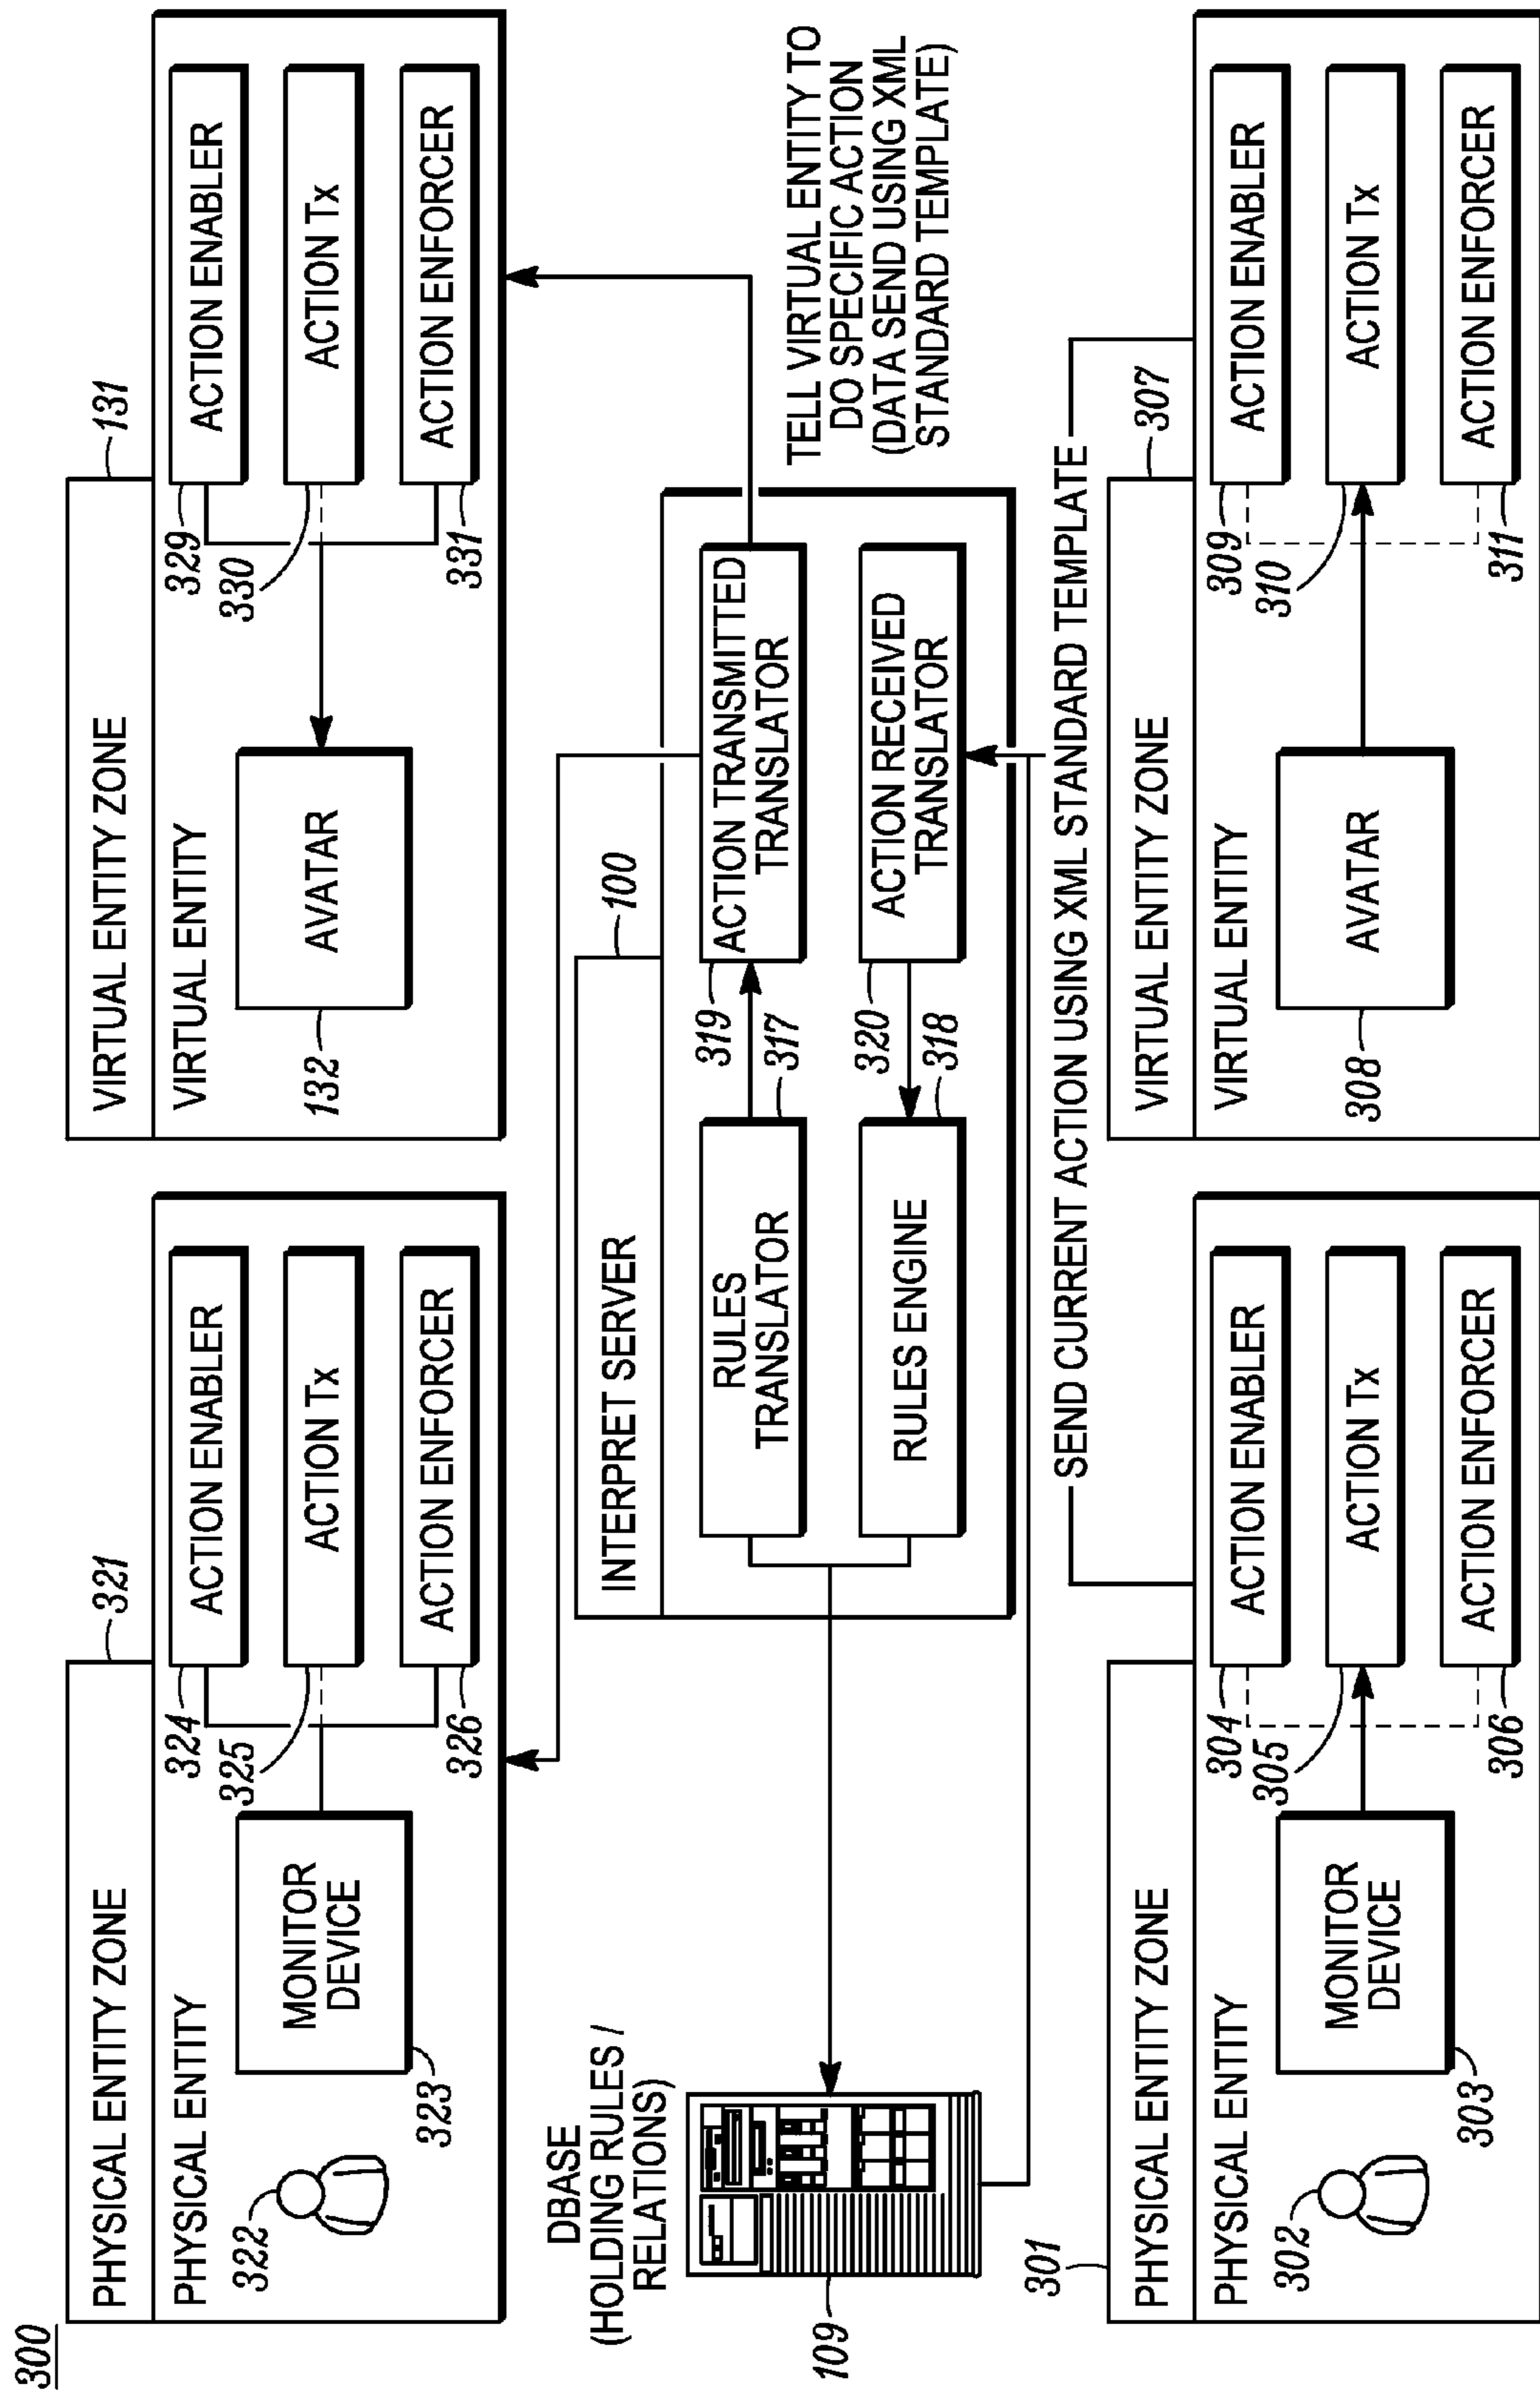 300
PHYSICAL ENTITY ZONE
321
PHYSICAL ENTITY
322
MONITOR
DEVICE
323
324
ACTION ENABLER
325
ACTION Tx
326
ACTION ENFORCER
VIRTUAL ENTITY ZONE
131
VIRTUAL ENTITY
AVATAR
132
329
ACTION ENABLER
330
ACTION Tx
331
ACTION ENFORCER
DBASE
(HOLDING RULES /
RELATIONS)
109
INTERPRET SERVER
100
RULES
TRANSLATOR
317
319
ACTION TRANSMITTED
TRANSLATOR
RULES ENGINE
318
320
ACTION RECEIVED
TRANSLATOR
TELL VIRTUAL ENTITY TO
DO SPECIFIC ACTION
(DATA SEND USING XML
STANDARD TEMPLATE)
SEND CURRENT ACTION USING XML STANDARD TEMPLATE
301
PHYSICAL ENTITY ZONE
PHYSICAL ENTITY
302
MONITOR
DEVICE
303
304
ACTION ENABLER
305
ACTION Tx
306
ACTION ENFORCER
VIRTUAL ENTITY ZONE
307
VIRTUAL ENTITY
AVATAR
308
309
ACTION ENABLER
310
ACTION Tx
311
ACTION ENFORCER